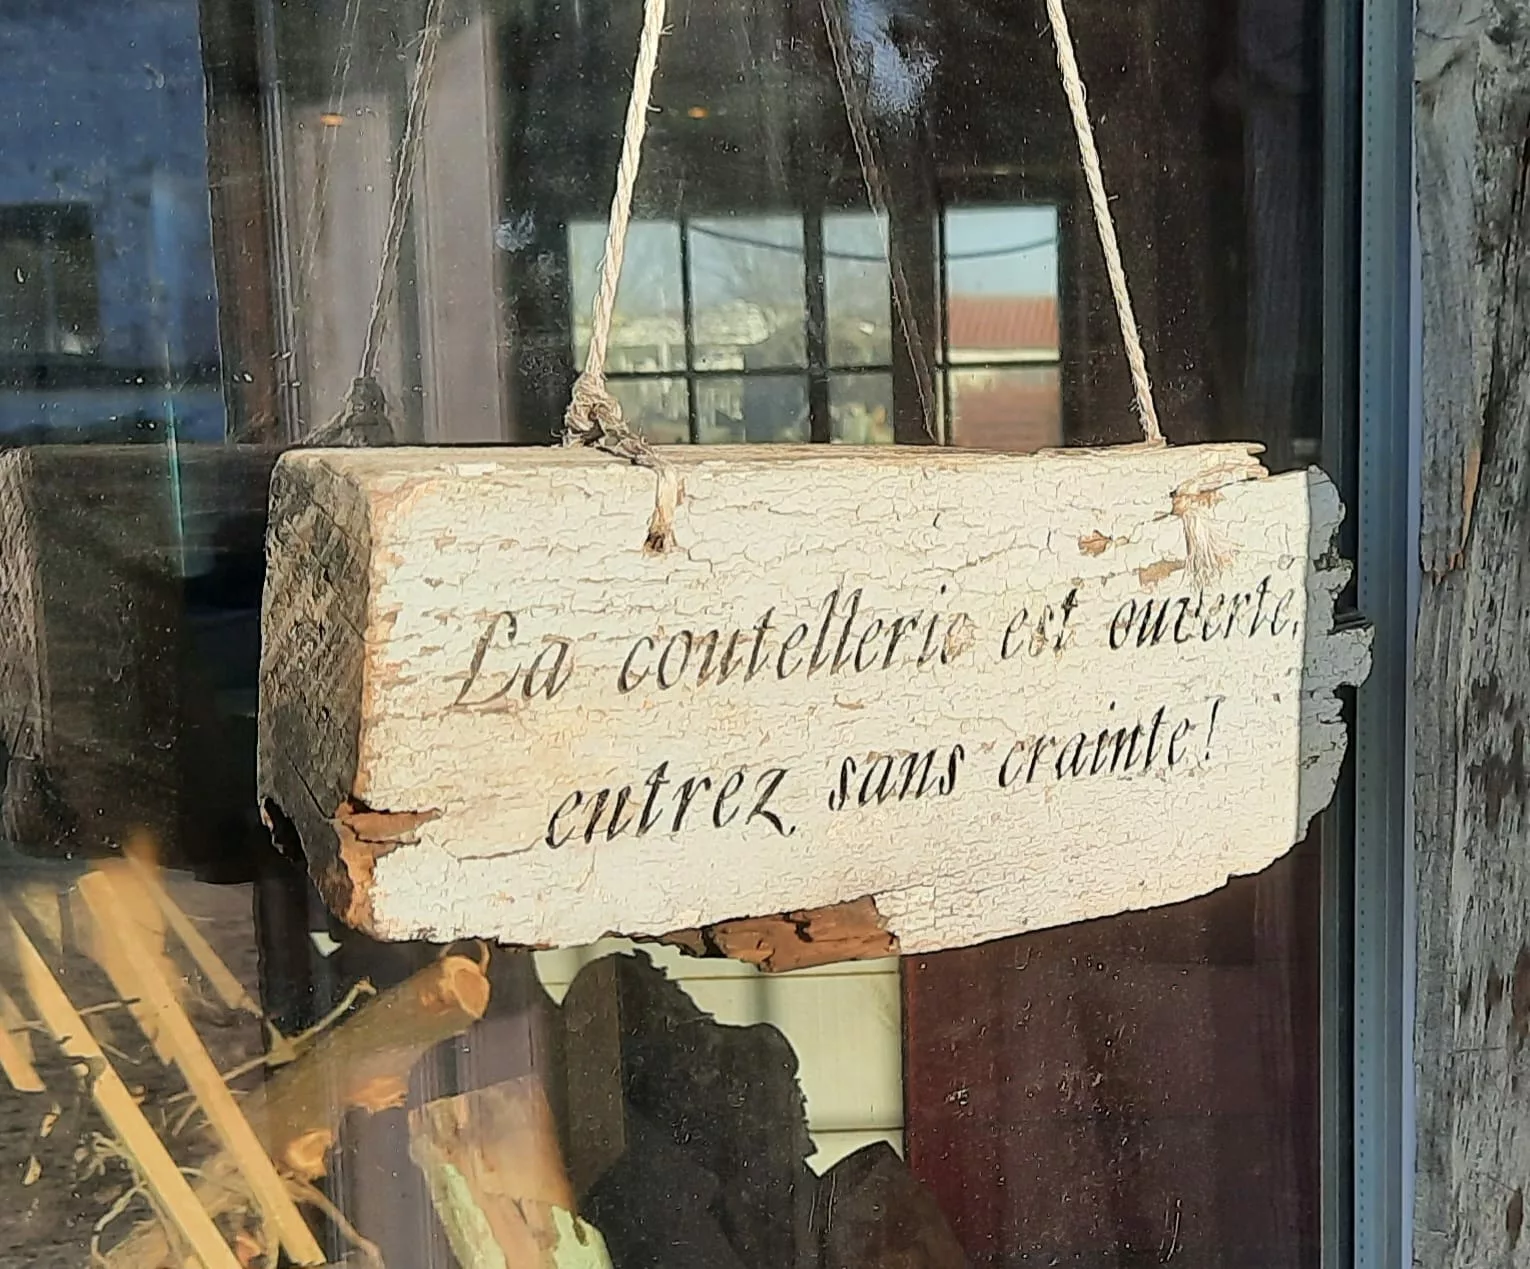 La coutellerie est ouverte,
entrez sans crainte!